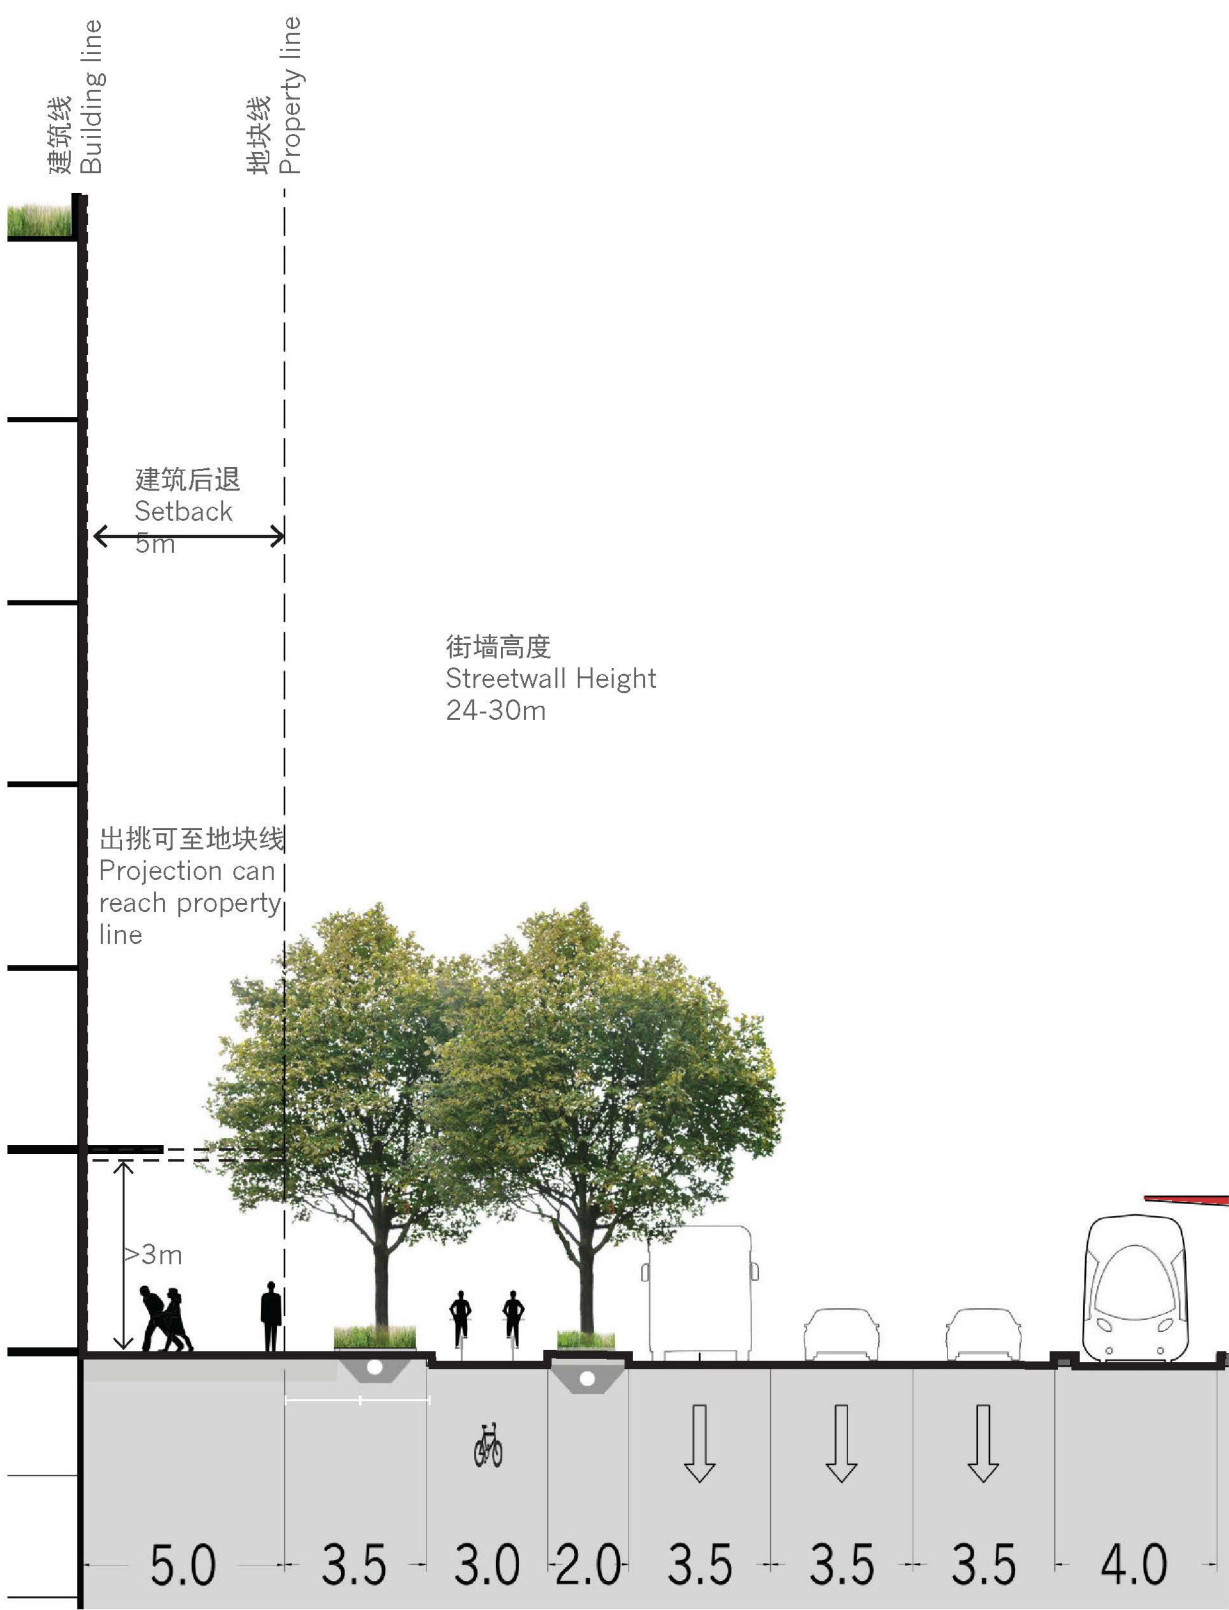 建筑线
Building line
地块线
Property line
建筑后退
Setback
5m
街墙高度
Streetwall Height
24-30m
出挑可至地块线
Projection can
reach property
line
>3m
5.0
3.5
3.0
2.0
3.5
3.5
3.5
4.0